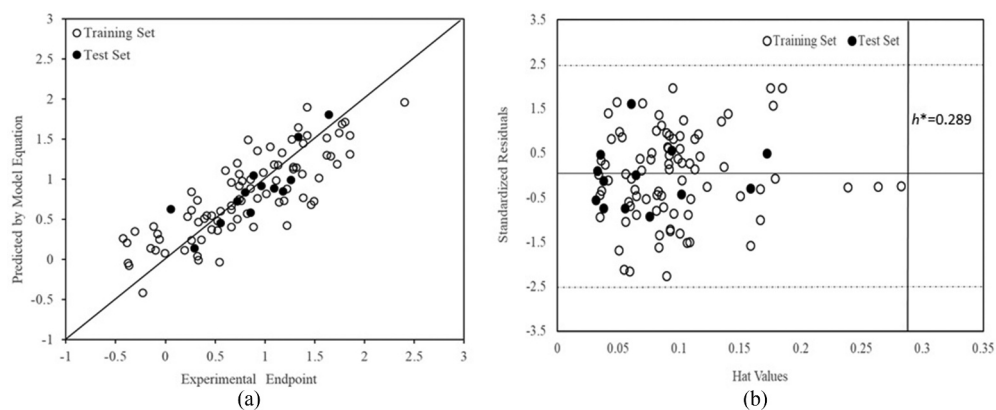 3
2.5
2
1.5
1
0.5
0
-0.5
-1
-1 -0.5 0 0.5 1 1.5 2 2.5 3
Training Set
Test Set
Predicted by Model Equation
Experimental Endpoint
(a)
3.5
2.5
1.5
0.5
-0.5
-1.5
-2.5
-3.5
0 0.05 0.1 0.15 0.2 0.25 0.3 0.35
Training Set Test Set
h*=0.289
Standardized Residuals
Hat Values
(b)